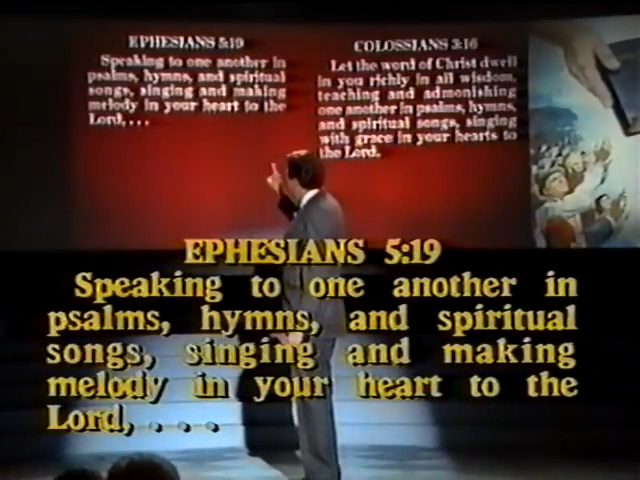 EPHESIANS 5:19
Speaking to one another in
psalms, hymns, and spiritual
songs, singing and making
melody in your heart to the
Lord,...
COLOSSIANS 3:16
Let the word of Christ dwell
in you richly in all wisdom,
teaching and admonishing
one another in psalms, hymns,
and spiritual songs, singing
with grace in your hearts to
the Lord.
EPHESIANS 5:19
Speaking to one another in
psalms, hymns, and spiritual
songs, singing and making
melody in your heart to the
Lord, . . .